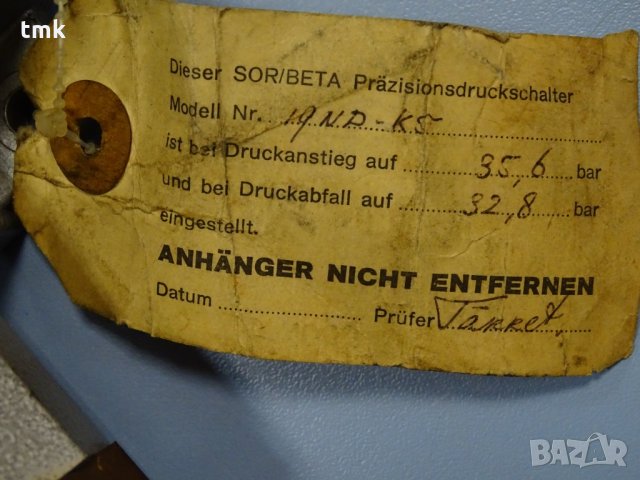 tmk
Dieser SOR/BETA Präzisionsdruckschalter
Modell Nr. 19ND-K5
ist bei Druckanstieg auf 35,6 bar
und bei Druckabfall auf 32,8 bar
eingestellt.
ANHÄNGER NICHT ENTFERNEN
Datum Prüfer
BAZAR